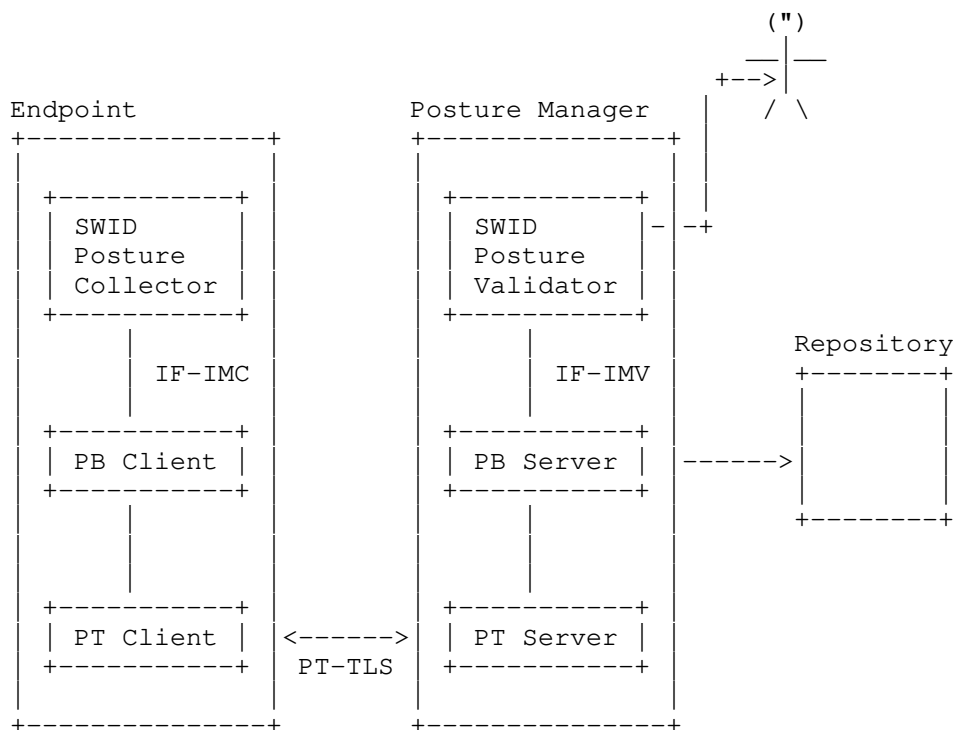 (")
Endpoint
Posture Manager
SWID
Posture
Collector
SWID
Posture
Validator
Repository
IF-IMC
IF-IMV
PB Client
PB Server
PT Client
PT Server
PT-TLS